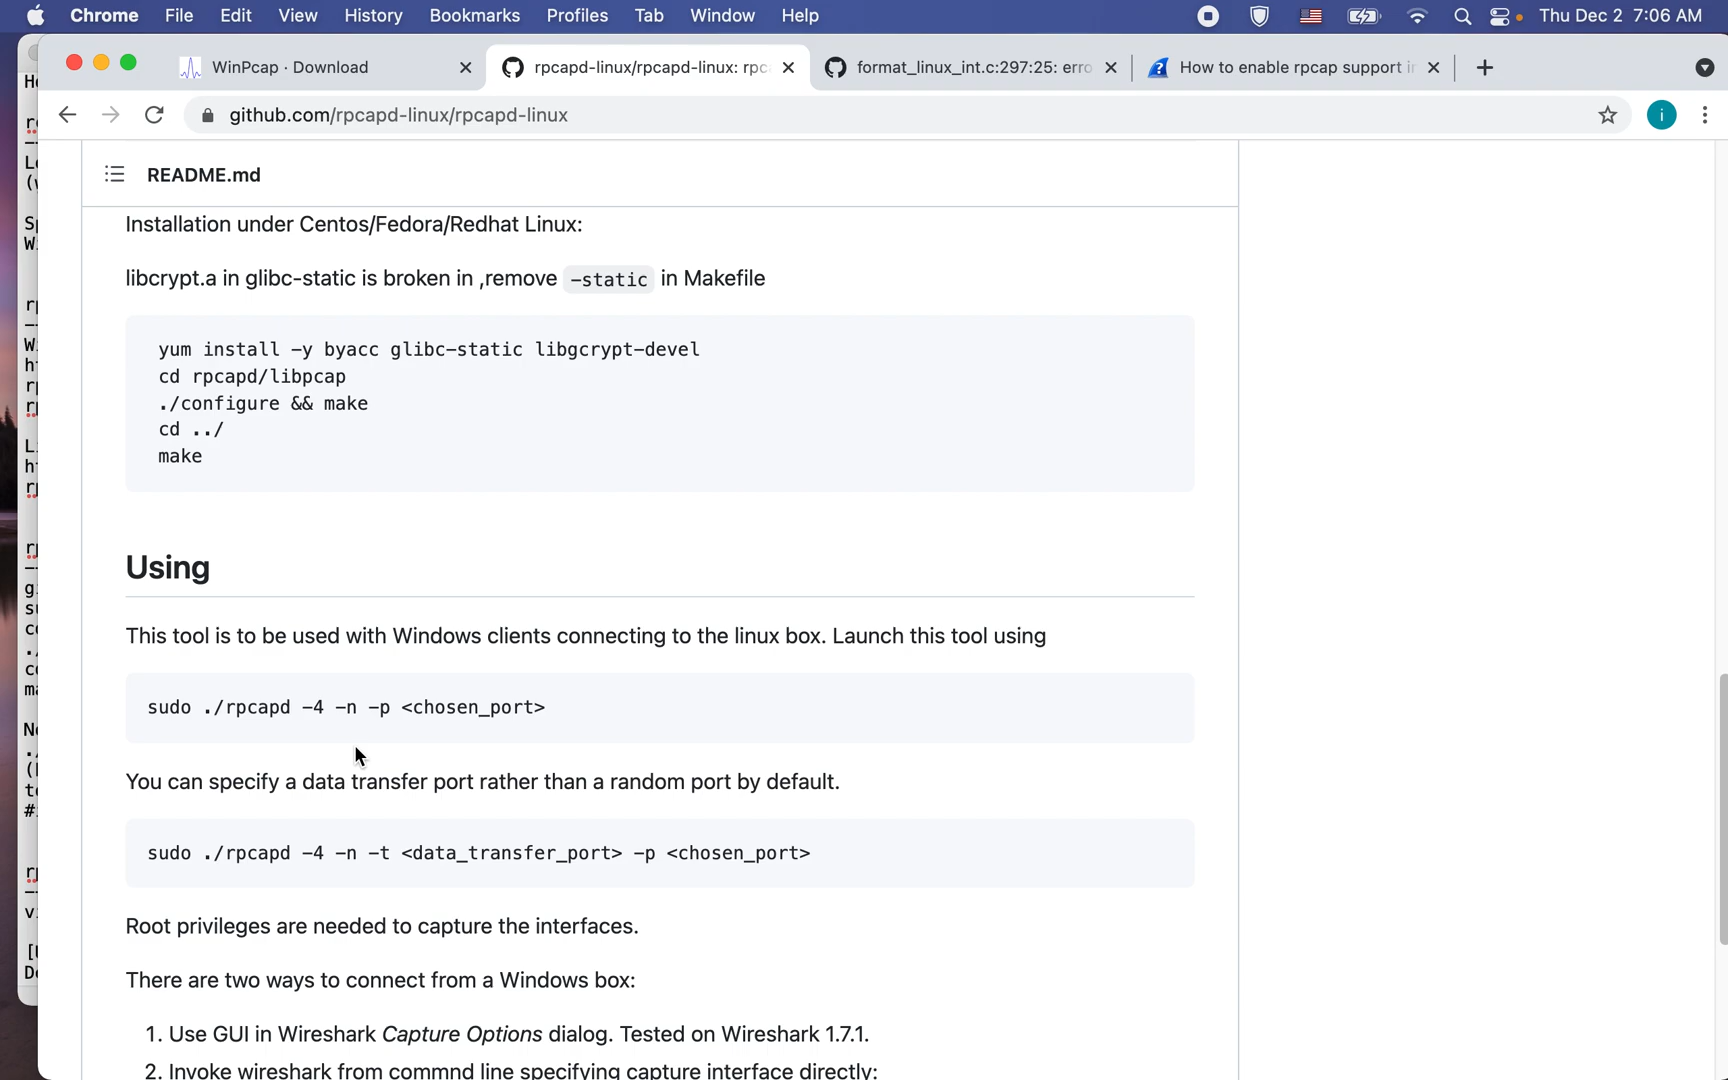 Chrome File Edit View History Bookmarks Profiles Tab Window Help Thu Dec 2 7:06 AM
WinPcap · Download
rpcapd-linux/rpcapd-linux: rpc
format_linux_int.c:297:25: erro
How to enable rpcap support i
github.com/rpcapd-linux/rpcapd-linux
i
README.md
Installation under Centos/Fedora/Redhat Linux:
libcrypt.a in glibc-static is broken in ,remove -static in Makefile
yum install -y byacc glibc-static libgcrypt-devel
cd rpcapd/libpcap
./configure && make
cd ../
make
Using
This tool is to be used with Windows clients connecting to the linux box. Launch this tool using
sudo ./rpcapd -4 -n -p <chosen_port>
You can specify a data transfer port rather than a random port by default.
sudo ./rpcapd -4 -n -t <data_transfer_port> -p <chosen_port>
Root privileges are needed to capture the interfaces.
There are two ways to connect from a Windows box:
1. Use GUI in Wireshark Capture Options dialog. Tested on Wireshark 1.7.1.
2. Invoke wireshark from commnd line specifying capture interface directly: